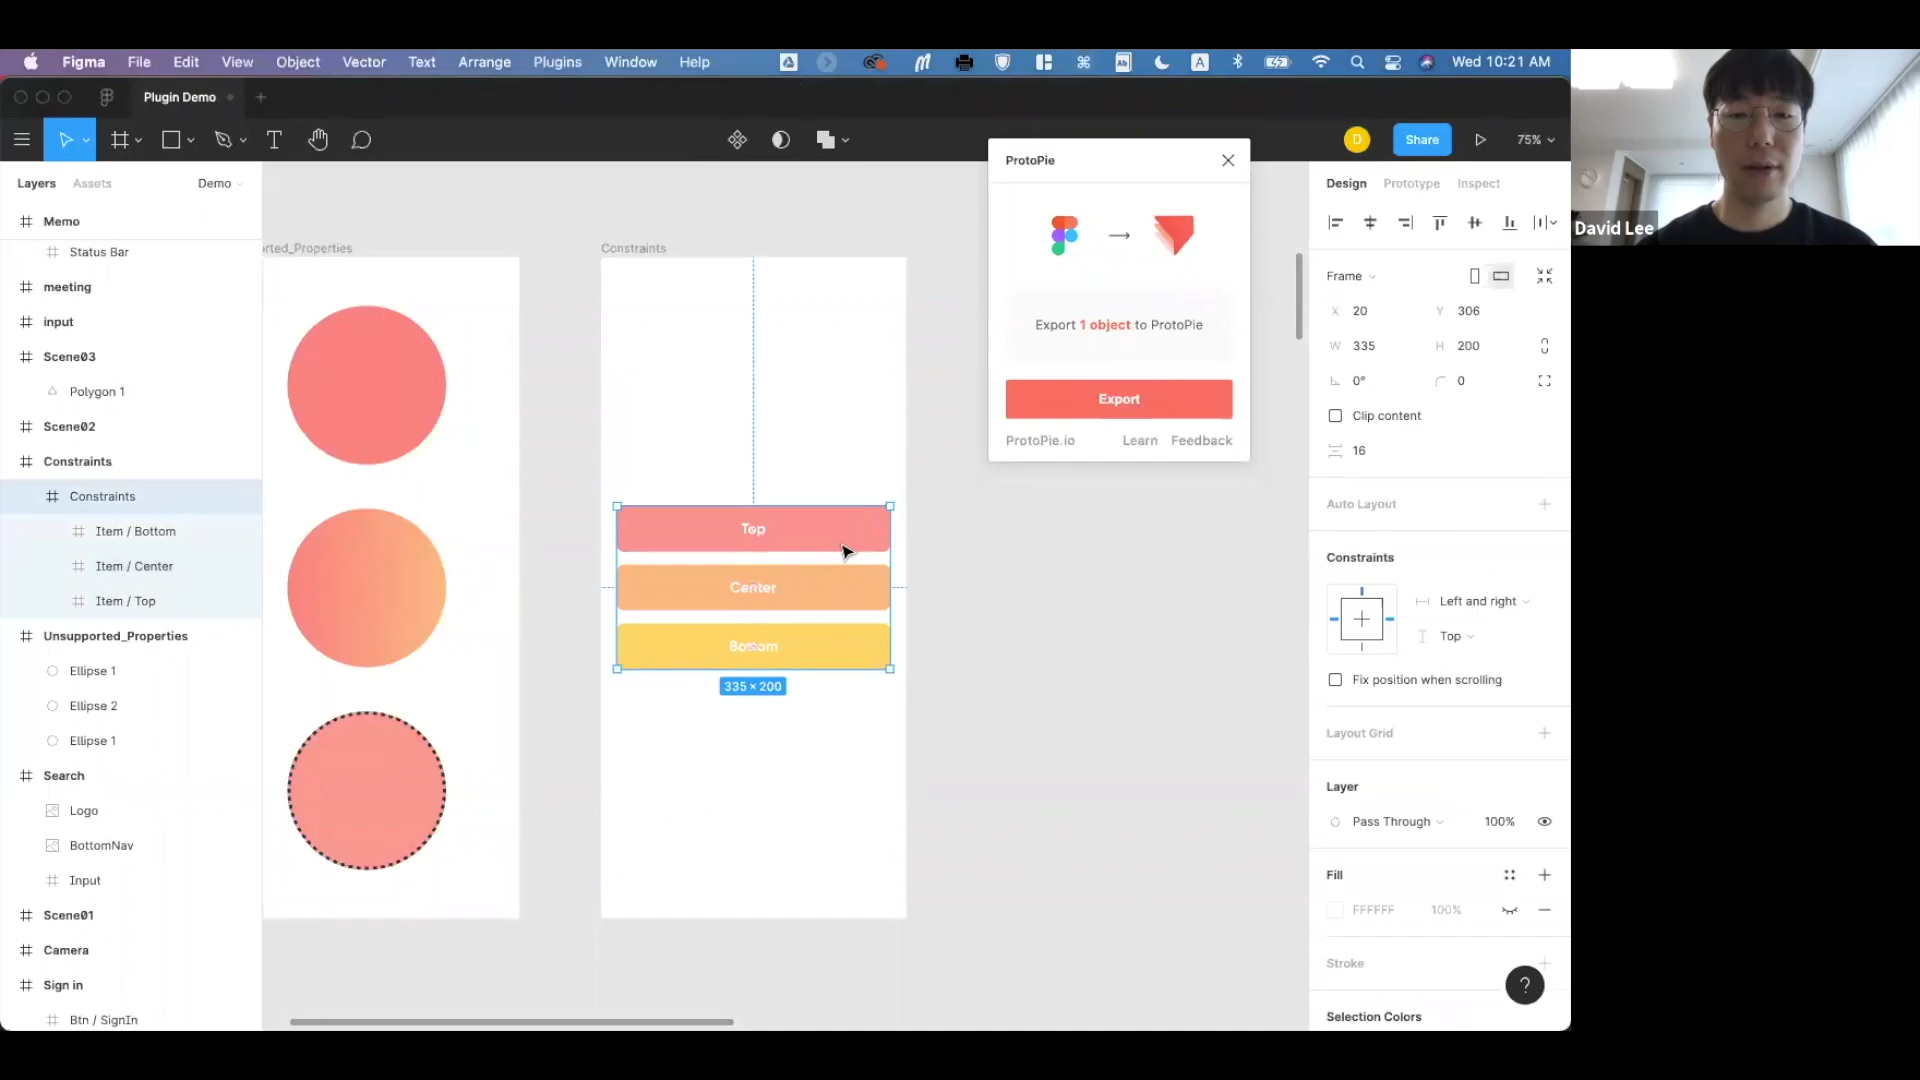 Figma File Edit View Object Vector Text Arrange Plugins Window Help
A
Wed 10:21 AM
Plugin Demo
D
Share
75%
Layers Assets
Demo
Memo
Status Bar
meeting
input
Scene03
Polygon 1
Scene02
Constraints
Constraints
Item / Bottom
Item / Center
Item / Top
Unsupported_Properties
Ellipse 1
Ellipse 2
Ellipse 1
Search
Logo
BottomNav
Input
Scene01
Camera
Sign in
Btn / SignIn
orted_Properties
Constraints
Top
Center
Bottom
335 × 200
ProtoPie
Export 1 object to ProtoPie
Export
ProtoPie.io Learn Feedback
Design Prototype Inspect
Frame
X 20 Y 306
W 335 H 200
0° 0
Clip content
16
Auto Layout
Constraints
Left and right
Top
Fix position when scrolling
Layout Grid
Layer
Pass Through 100%
Fill
FFFFFF 100%
Stroke
?
Selection Colors
David Lee